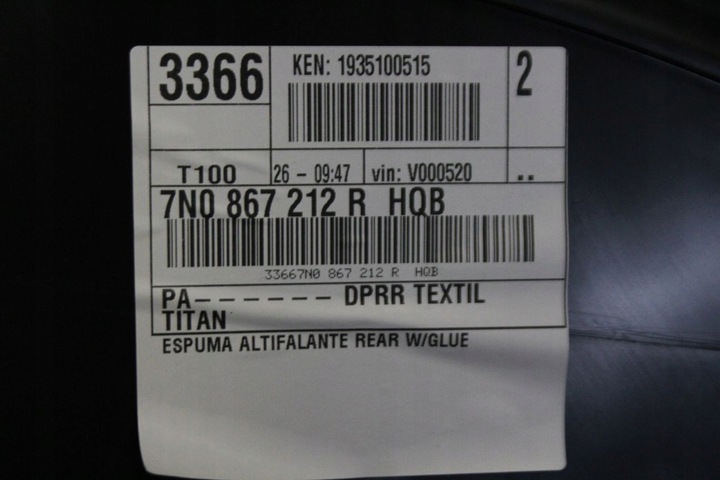 3366 KEN: 1935100515 2
T100 26 - 09:47 vin: V000520 ..
7N0 867 212 R HQB
33667N0 867 212 R HQB
PA------ DPRR TEXTIL
TITAN
ESPUMA ALTIFALANTE REAR W/GLUE